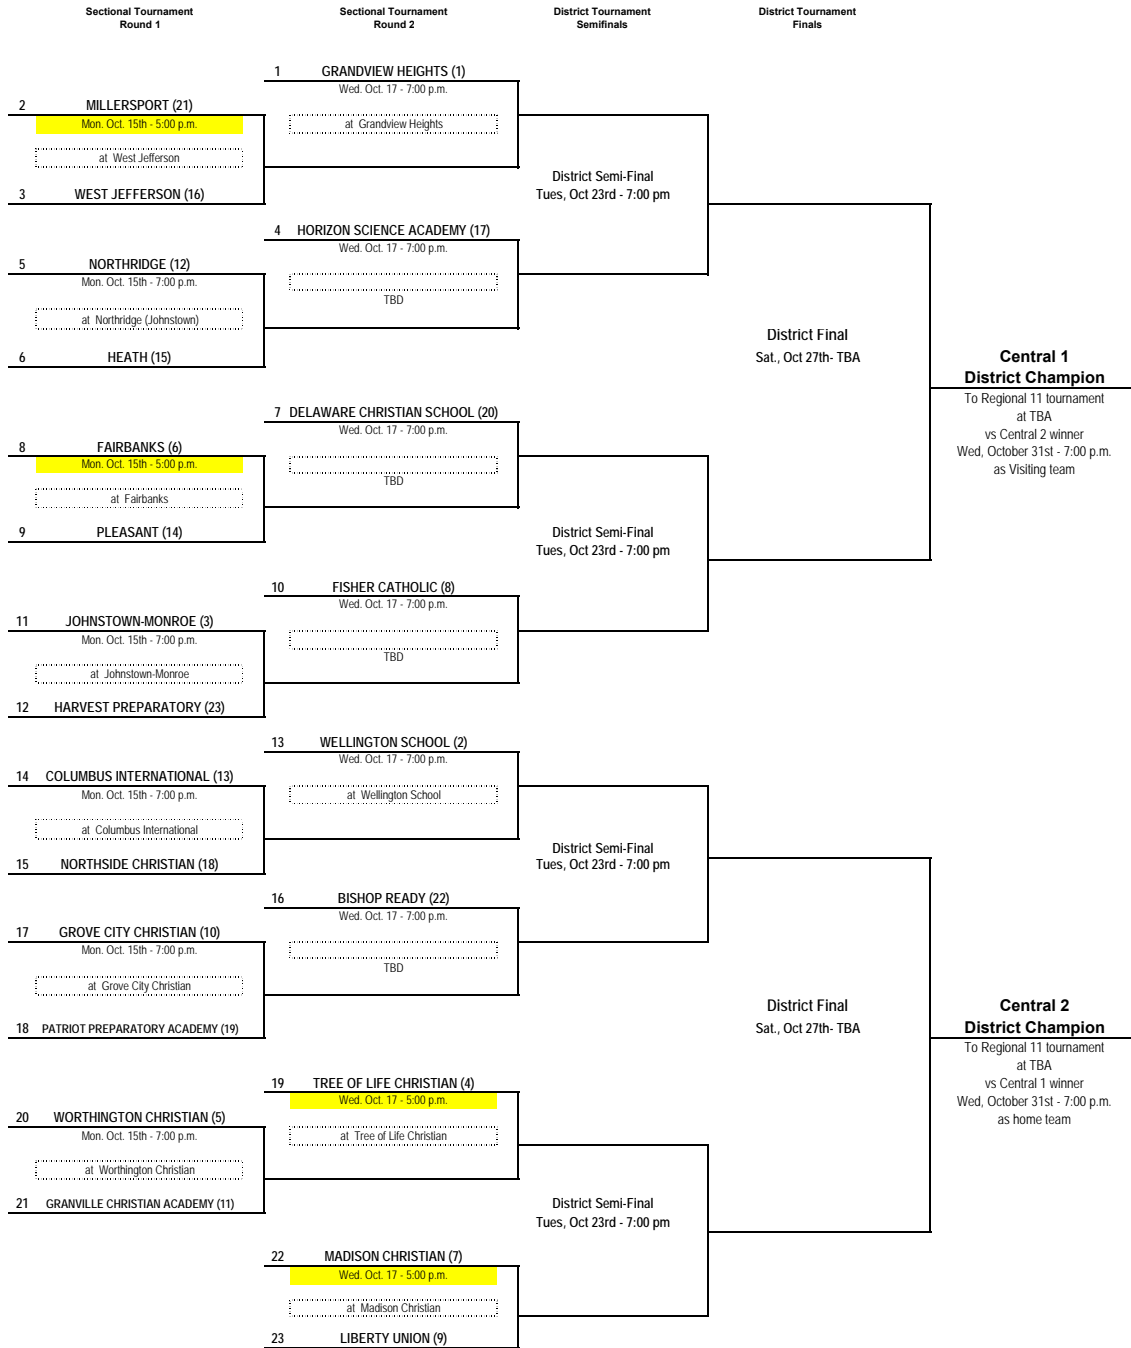 Sectional Tournament
Round 1
Sectional Tournament
Round 2
District Tournament
Semifinals
District Tournament
Finals
1 GRANDVIEW HEIGHTS (1)
Wed. Oct. 17 - 7:00 p.m.
at Grandview Heights
2 MILLERSPORT (21)
Mon. Oct. 15th - 5:00 p.m.
at West Jefferson
3 WEST JEFFERSON (16)
District Semi-Final
Tues, Oct 23rd - 7:00 pm
4 HORIZON SCIENCE ACADEMY (17)
Wed. Oct. 17 - 7:00 p.m.
TBD
5 NORTHRIDGE (12)
Mon. Oct. 15th - 7:00 p.m.
at Northridge (Johnstown)
6 HEATH (15)
District Final
Sat., Oct 27th- TBA
Central 1
District Champion
To Regional 11 tournament
at TBA
vs Central 2 winner
Wed, October 31st - 7:00 p.m.
as Visiting team
7 DELAWARE CHRISTIAN SCHOOL (20)
Wed. Oct. 17 - 7:00 p.m.
TBD
8 FAIRBANKS (6)
Mon. Oct. 15th - 5:00 p.m.
at Fairbanks
9 PLEASANT (14)
District Semi-Final
Tues, Oct 23rd - 7:00 pm
10 FISHER CATHOLIC (8)
Wed. Oct. 17 - 7:00 p.m.
TBD
11 JOHNSTOWN-MONROE (3)
Mon. Oct. 15th - 7:00 p.m.
at Johnstown-Monroe
12 HARVEST PREPARATORY (23)
13 WELLINGTON SCHOOL (2)
Wed. Oct. 17 - 7:00 p.m.
at Wellington School
14 COLUMBUS INTERNATIONAL (13)
Mon. Oct. 15th - 7:00 p.m.
at Columbus International
15 NORTHSIDE CHRISTIAN (18)
District Semi-Final
Tues, Oct 23rd - 7:00 pm
16 BISHOP READY (22)
Wed. Oct. 17 - 7:00 p.m.
TBD
17 GROVE CITY CHRISTIAN (10)
Mon. Oct. 15th - 7:00 p.m.
at Grove City Christian
18 PATRIOT PREPARATORY ACADEMY (19)
District Final
Sat., Oct 27th- TBA
Central 2
District Champion
To Regional 11 tournament
at TBA
vs Central 1 winner
Wed, October 31st - 7:00 p.m.
as home team
19 TREE OF LIFE CHRISTIAN (4)
Wed. Oct. 17 - 5:00 p.m.
at Tree of Life Christian
20 WORTHINGTON CHRISTIAN (5)
Mon. Oct. 15th - 7:00 p.m.
at Worthington Christian
21 GRANVILLE CHRISTIAN ACADEMY (11)
District Semi-Final
Tues, Oct 23rd - 7:00 pm
22 MADISON CHRISTIAN (7)
Wed. Oct. 17 - 5:00 p.m.
at Madison Christian
23 LIBERTY UNION (9)